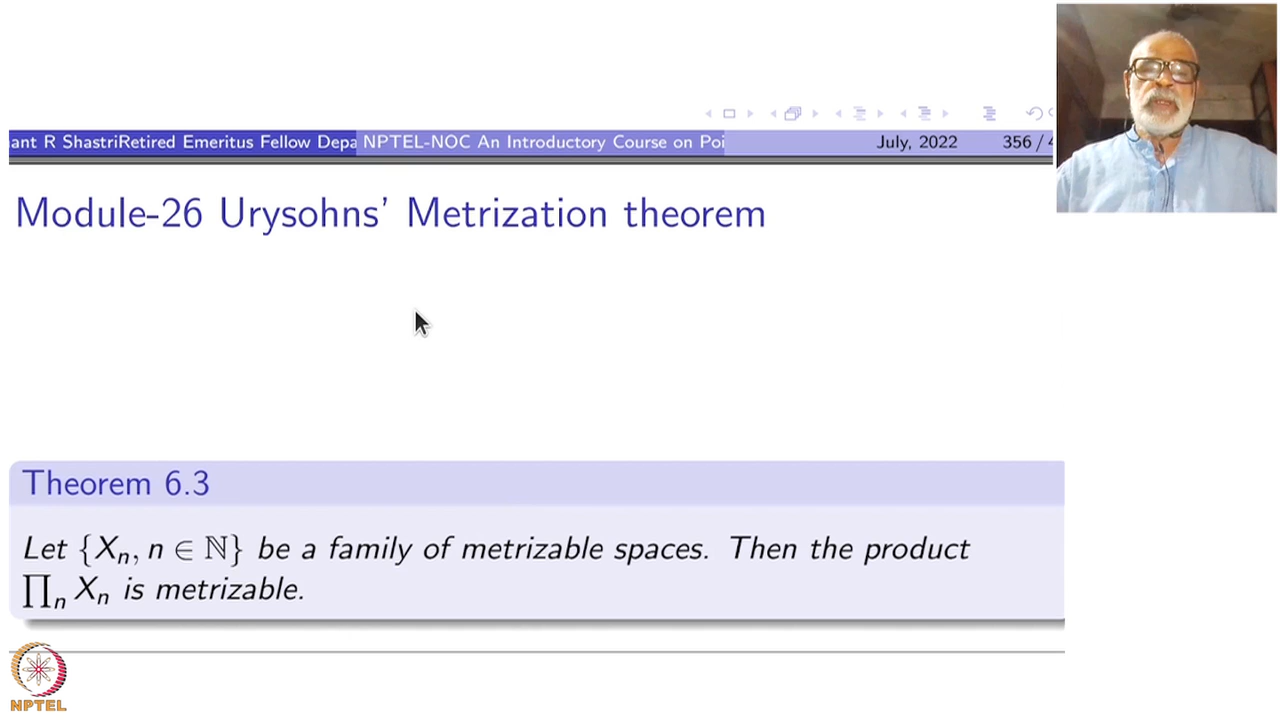 ant R ShastriRetired Emeritus Fellow Depa NPTEL-NOC An Introductory Course on Poi July, 2022 356 / 4
Module-26 Urysohns' Metrization theorem
Theorem 6.3
Let {Xₙ, n ∈ ℕ} be a family of metrizable spaces. Then the product
∏ₙ Xₙ is metrizable.
NPTEL